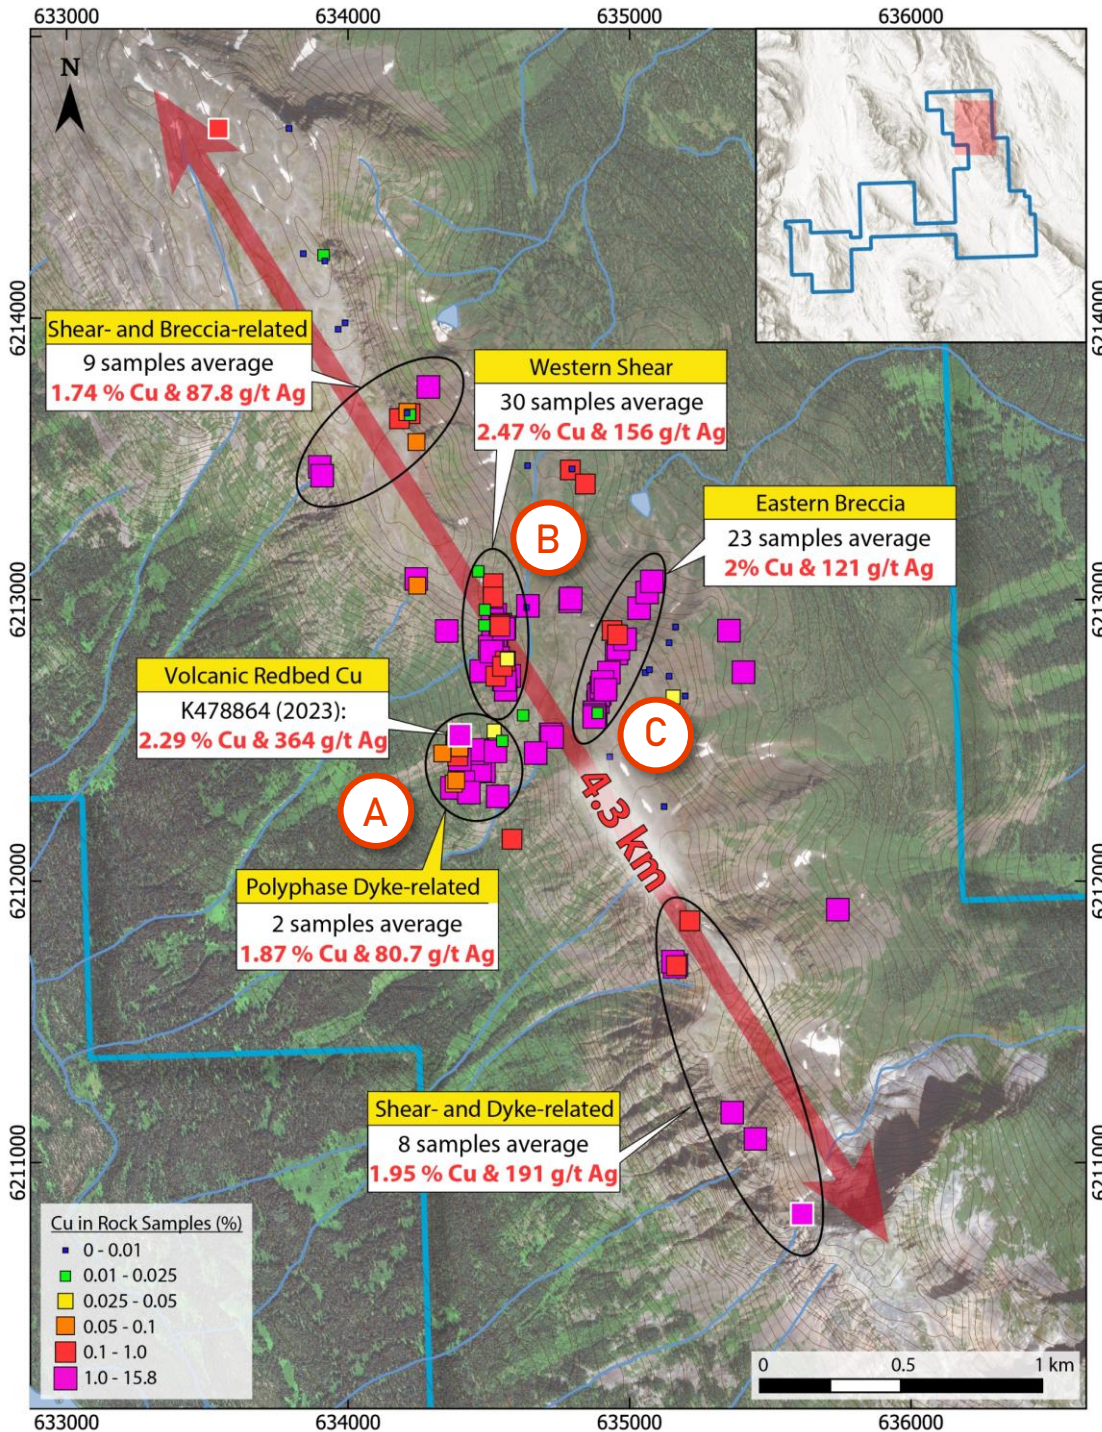 633000
634000
635000
636000
N
6214000
6214000
Shear- and Breccia-related
9 samples average
1.74 % Cu & 87.8 g/t Ag
Western Shear
30 samples average
2.47 % Cu & 156 g/t Ag
Eastern Breccia
23 samples average
2% Cu & 121 g/t Ag
B
6213000
6213000
Volcanic Redbed Cu
K478864 (2023):
2.29 % Cu & 364 g/t Ag
C
A
4.3 km
6212000
6212000
Polyphase Dyke-related
2 samples average
1.87 % Cu & 80.7 g/t Ag
Shear- and Dyke-related
8 samples average
1.95 % Cu & 191 g/t Ag
6211000
6211000
Cu in Rock Samples (%)
0 - 0.01
0.01 - 0.025
0.025 - 0.05
0.05 - 0.1
0.1 - 1.0
1.0 - 15.8
0 0.5 1 km
633000
634000
635000
636000